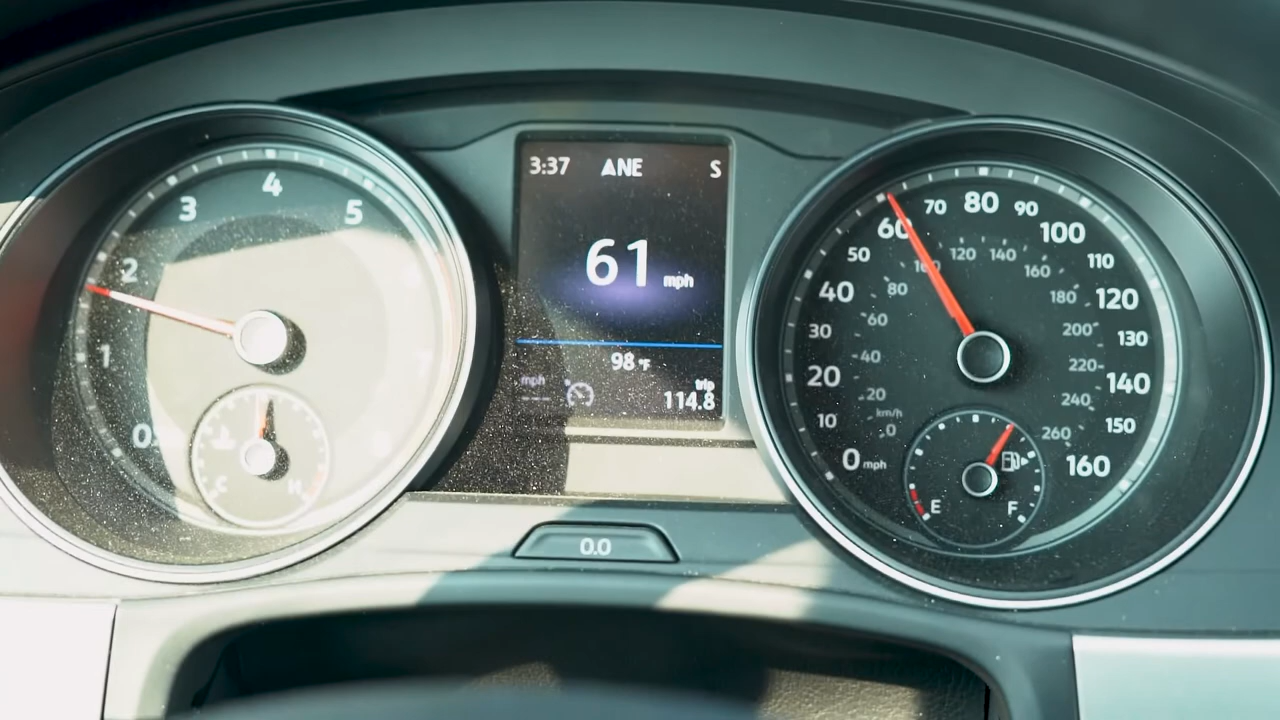 3:37 ANE S
61 mph
98 °F
mph
---
trip
114.8
0 1 2 3 4 5
C H
0 mph 10 20 30 40 50 60 70 80 90 100 110 120 130 140 150 160
km/h 0 20 40 60 80 100 120 140 160 180 200 220 240 260
E F
0.0